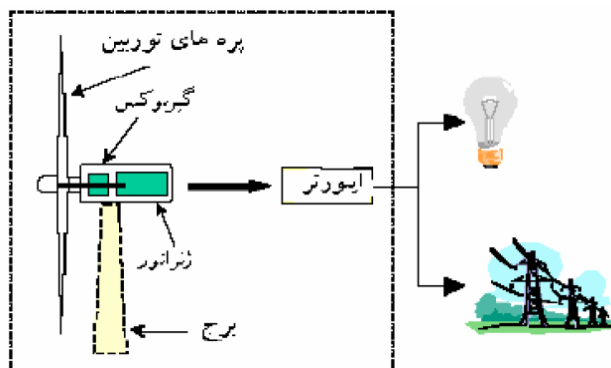 پره های توربین
گیربوکس
اینورتر
ژنراتور
برج